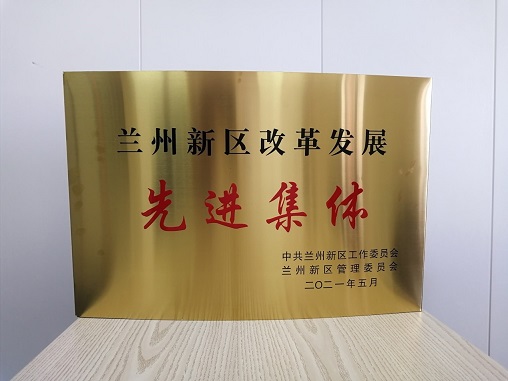 兰州新区改革发展
先进集体
中共兰州新区工作委员会
兰州新区管理委员会
二〇二一年五月